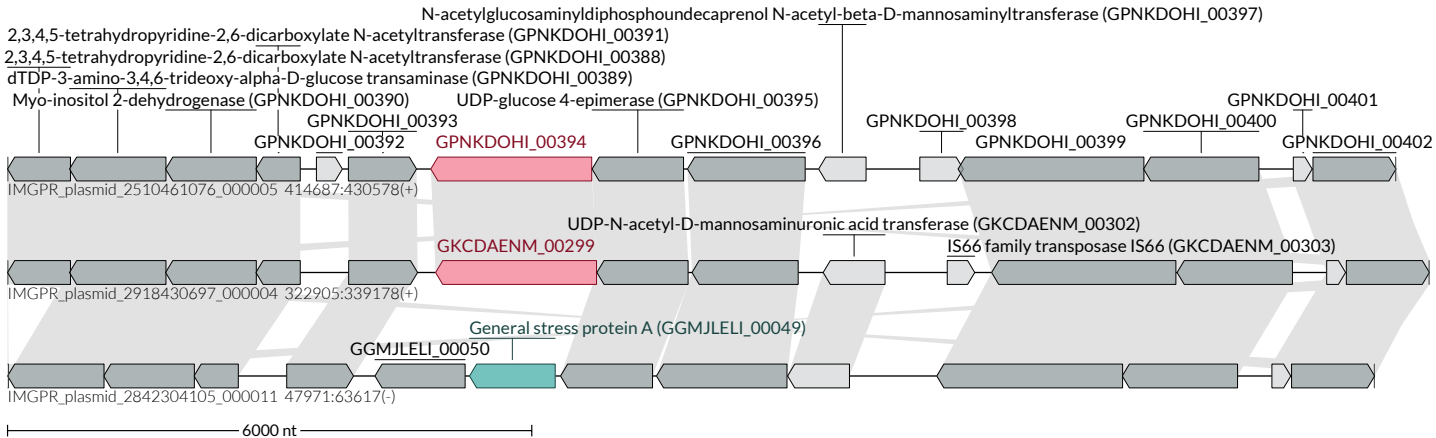 N-acetylglucosaminyldiphosphoundecaprenol N-acetyl-beta-D-mannosaminyltransferase (GPNKDOHI_00397)
2,3,4,5-tetrahydropyridine-2,6-dicarboxylate N-acetyltransferase (GPNKDOHI_00391)
2,3,4,5-tetrahydropyridine-2,6-dicarboxylate N-acetyltransferase (GPNKDOHI_00388)
dTDP-3-amino-3,4,6-trideoxy-alpha-D-glucose transaminase (GPNKDOHI_00389)
Myo-inositol 2-dehydrogenase (GPNKDOHI_00390) UDP-glucose 4-epimerase (GPNKDOHI_00395) GPNKDOHI_00401
GPNKDOHI_00393 GPNKDOHI_00398 GPNKDOHI_00400
GPNKDOHI_00392 GPNKDOHI_00394 GPNKDOHI_00396 GPNKDOHI_00399 GPNKDOHI_00402
IMGPR_plasmid_2510461076_000005 414687:430578(+)
UDP-N-acetyl-D-mannosaminuronic acid transferase (GKCDAENM_00302)
GKCDAENM_00299 IS66 family transposase IS66 (GKCDAENM_00303)
IMGPR_plasmid_2918430697_000004 322905:339178(+)
General stress protein A (GGMJLELI_00049)
GGMJLELI_00050
IMGPR_plasmid_2842304105_000011 47971:63617(-)
6000 nt